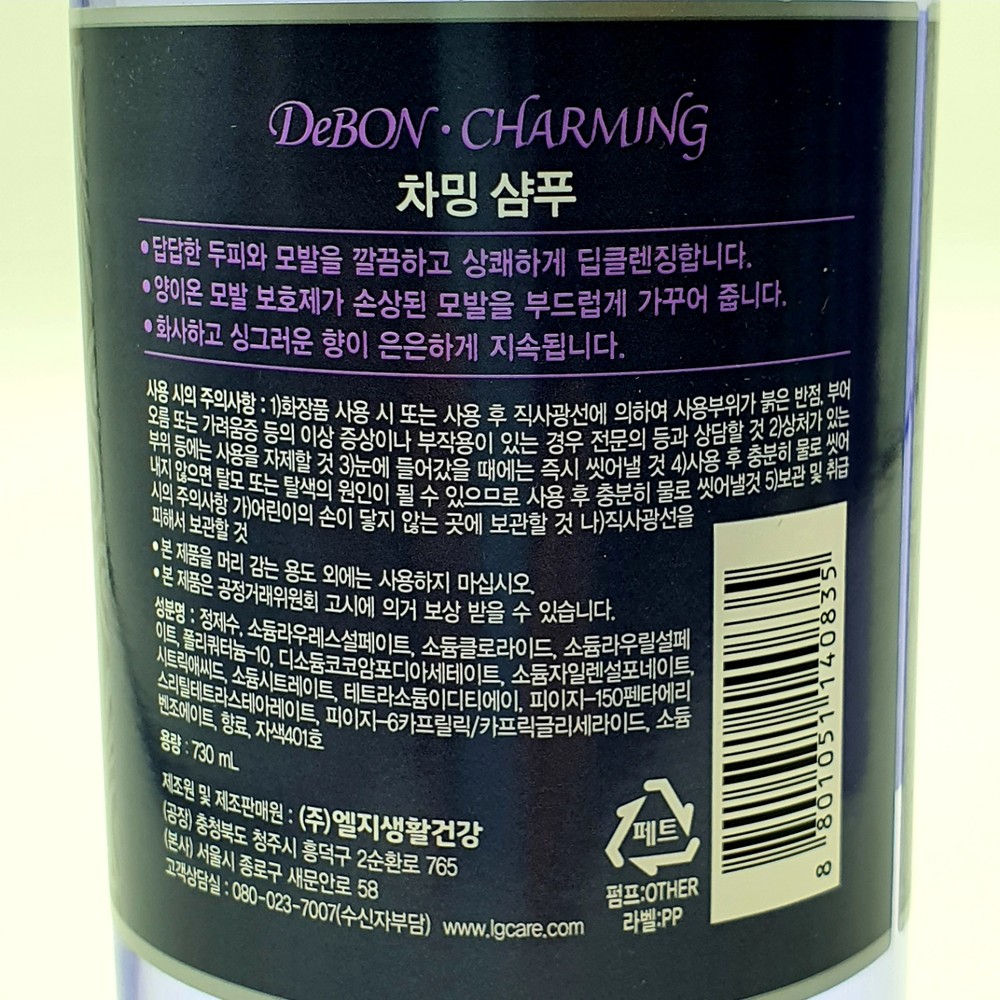 DeBON · CHARMING
차밍 샴푸
• 답답한 두피와 모발을 깔끔하고 상쾌하게 딥클렌징합니다.
• 양이온 모발 보호제가 손상된 모발을 부드럽게 가꾸어 줍니다.
• 화사하고 싱그러운 향이 은은하게 지속됩니다.
사용 시의 주의사항 : 1)화장품 사용 시 또는 사용 후 직사광선에 의하여 사용부위가 붉은 반점, 부어
오름 또는 가려움증 등의 이상 증상이나 부작용이 있는 경우 전문의 등과 상담할 것 2)상처가 있는
부위 등에는 사용을 자제할 것 3)눈에 들어갔을 때에는 즉시 씻어낼 것 4)사용 후 충분히 물로 씻어
내지 않으면 탈모 또는 탈색의 원인이 될 수 있으므로 사용 후 충분히 물로 씻어낼것 5)보관 및 취급
시의 주의사항 가)어린이의 손이 닿지 않는 곳에 보관할 것 나)직사광선을
피해서 보관할 것
• 본 제품을 머리 감는 용도 외에는 사용하지 마십시오.
• 본 제품은 공정거래위원회 고시에 의거 보상 받을 수 있습니다.
성분명 : 정제수, 소듐라우레스설페이트, 소듐클로라이드, 소듐라우릴설페
이트, 폴리쿼터늄-10, 디소듐코코암포디아세테이트, 소듐자일렌설포네이트,
시트릭애씨드, 소듐시트레이트, 테트라소듐이디티에이, 피이지-150펜타에리
스리틸테트라스테아레이트, 피이지-6카프릴릭/카프릭글리세라이드, 소듐
벤조에이트, 향료, 자색401호
용량 : 730 mL
제조원 및 제조판매원 : (주)엘지생활건강
(공장) 충청북도 청주시 흥덕구 2순환로 765
(본사) 서울시 종로구 새문안로 58
고객상담실 : 080-023-7007(수신자부담) www.lgcare.com
페트
펌프:OTHER
라벨:PP
8 801051 140835